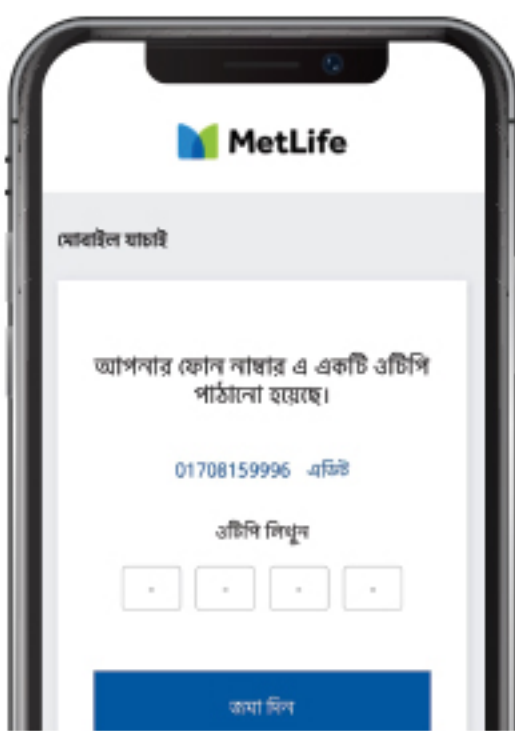 MetLife
মোবাইল যাচাই
আপনার ফোন নাম্বার এ একটি ওটিপি
পাঠানো হয়েছে।
01708159996 এডিট
ওটিপি লিখুন
জমা দিন